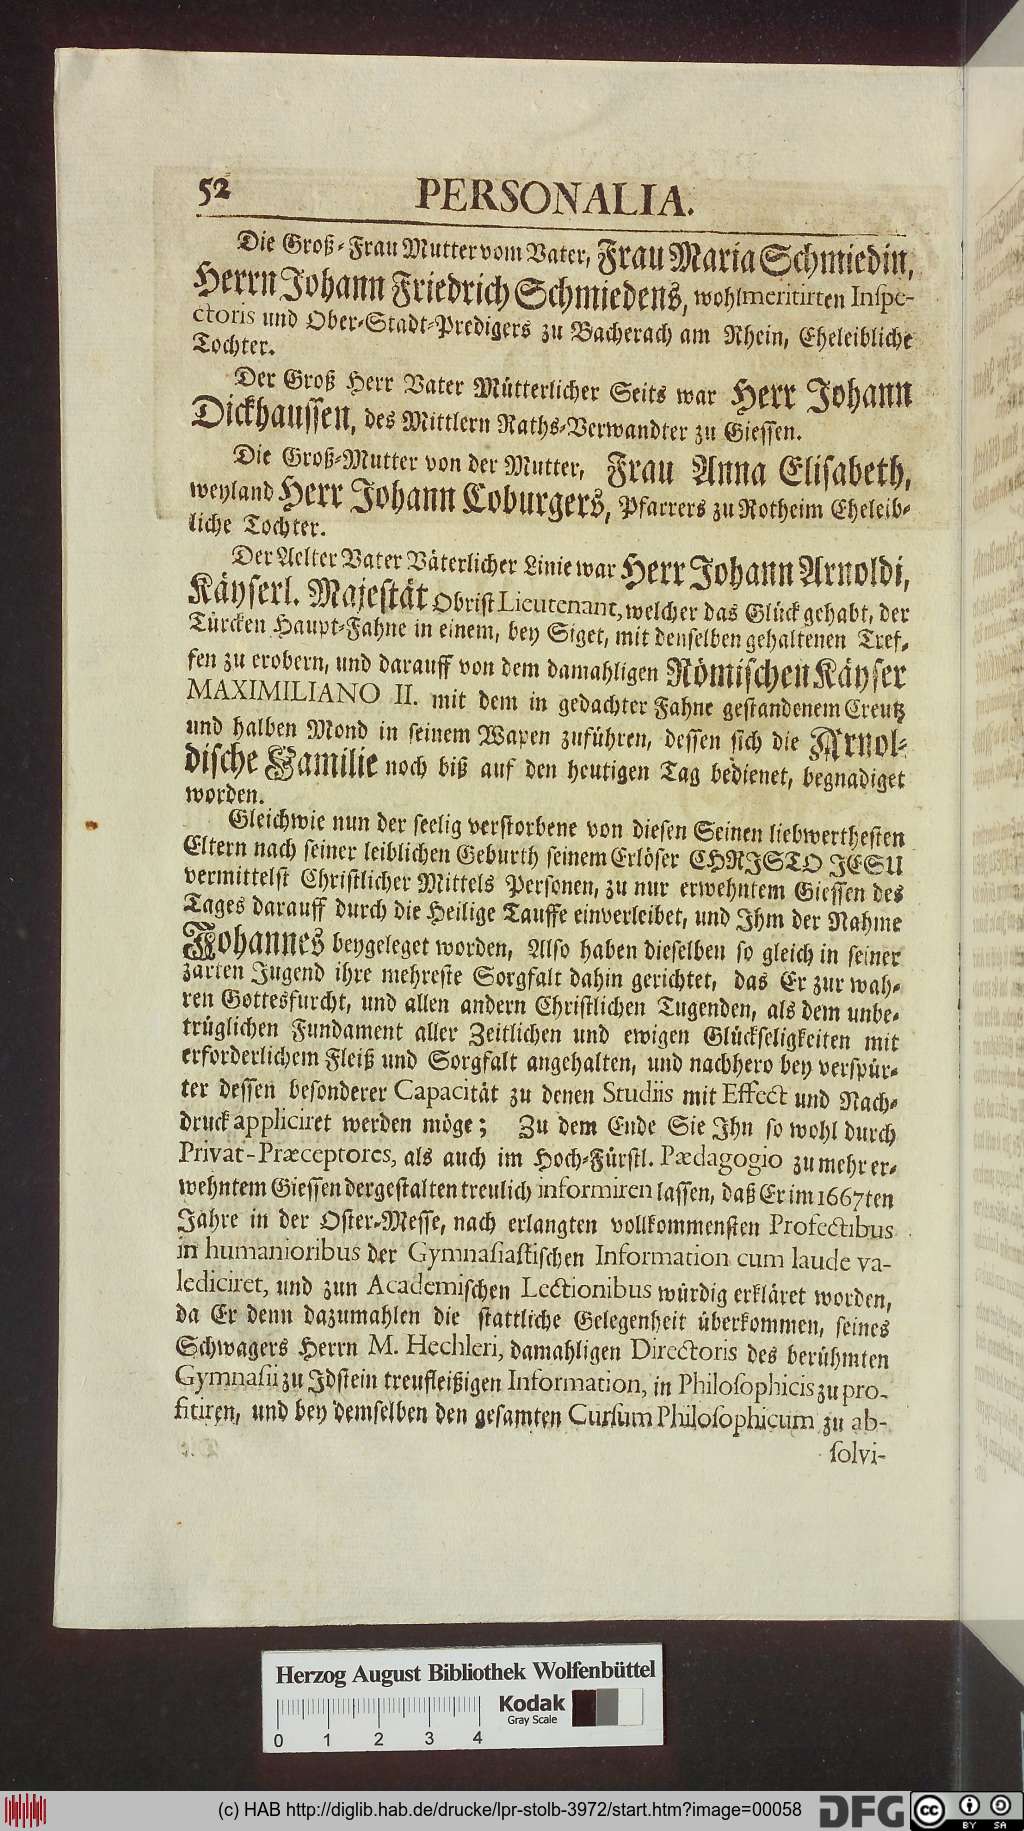 52 PERSONALIA.
Die Groß-Frau Mutter vom Vater, Frau Maria Schmiedin,
Herrn Johann Friedrich Schmiedens, wohlmeritirten Inspe-
ctoris und Ober-Stadt-Predigers zu Bacherach am Rhein, Eheleibliche
Tochter.
Der Groß Herr Vater Mütterlicher Seits war Herr Johann
Dickhaussen, des Mittlern Raths-Verwandter zu Giessen.
Die Groß-Mutter von der Mutter, Frau Anna Elisabeth,
weyland Herr Johann Coburgers, Pfarrers zu Rotheim Eheleib-
liche Tochter.
Der Aelter Vater Väterlicher Linie war Herr Johann Arnoldi,
Käyserl. Majestät Obrist Lieutenant, welcher das Glück gehabt, der
Türcken Haupt-Fahne in einem, bey Siget, mit denselben gehaltenen Tref-
fen zu erobern, und darauff von dem damahligen Römischen Käyser
MAXIMILIANO II. mit dem in gedachter Fahne gestandenem Creutz
und halben Mond in seinem Wapen zuführen, dessen sich die Arnol-
dische Familie noch biß auf den heutigen Tag bedienet, begnadiget
worden.
Gleichwie nun der seelig verstorbene von diesen Seinen liebwerthesten
Eltern nach seiner leiblichen Geburth seinem Erlöser CHRISTO JESU
vermittelst Christlicher Mittels Personen, zu nur erwehntem Giessen des
Tages darauff durch die Heilige Tauffe einverleibet, und Ihm der Nahme
Johannes beygeleget worden, Also haben dieselben so gleich in seiner
zarten Jugend ihre mehreste Sorgfalt dahin gerichtet, das Er zur wah-
ren Gottesfurcht, und allen andern Christlichen Tugenden, als dem unbe-
trüglichen Fundament aller Zeitlichen und ewigen Glückseligkeiten mit
erforderlichem Fleiß und Sorgfalt angehalten, und nachhero bey verspür-
ter dessen besonderer Capacität zu denen Studiis mit Effect und Nach-
druck appliciret werden möge; Zu dem Ende Sie Ihn so wohl durch
Privat-Præceptores, als auch im Hoch-Fürstl. Pædagogio zu mehr er-
wehntem Giessen dergestalten treulich informiren lassen, daß Er im 1667ten
Jahre in der Oster-Messe, nach erlangten vollkommensten Profectibus
in humanioribus der Gymnasiastischen Information cum laude va-
lediciret, und zun Academischen Lectionibus würdig erkläret worden,
da Er denn dazumahlen die stattliche Gelegenheit überkommen, seines
Schwagers Herrn M. Hechleri, damahligen Directoris des berühmten
Gymnasii zu Idstein treufleißigen Information, in Philosophicis zu pro-
fitiren, und bey demselben den gesamten Cursum Philosophicum zu ab-
solvi-
Herzog August Bibliothek Wolfenbüttel
Kodak
Gray Scale
0 1 2 3 4
(c) HAB http://diglib.hab.de/drucke/lpr-stolb-3972/start.htm?image=00058
DFG
cc BY SA